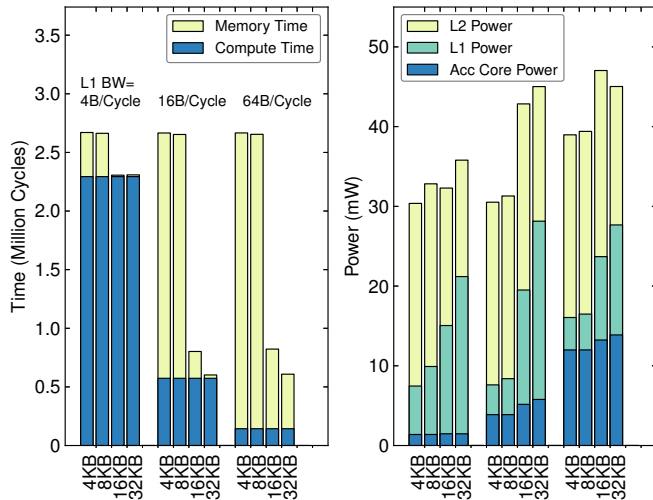 Time (Million Cycles)
3.5
3.0
2.5
2.0
1.5
1.0
0.5
0.0
Memory Time
Compute Time
L1 BW=
4B/Cycle
16B/Cycle
64B/Cycle
4KB
8KB
16KB
32KB
4KB
8KB
16KB
32KB
4KB
8KB
16KB
32KB
Power (mW)
50
40
30
20
10
0
L2 Power
L1 Power
Acc Core Power
4KB
8KB
16KB
32KB
4KB
8KB
16KB
32KB
4KB
8KB
16KB
32KB